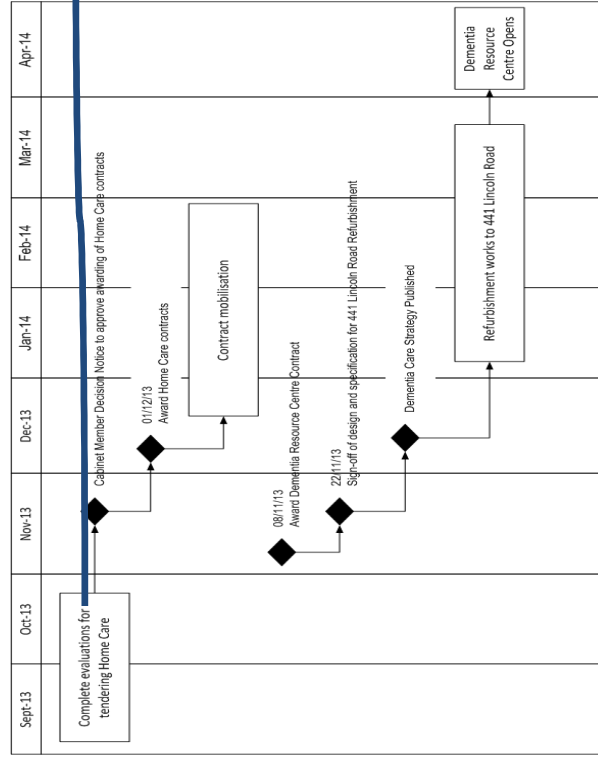 Sept-13
Oct-13
Nov-13
Dec-13
Jan-14
Feb-14
Mar-14
Apr-14
Complete evaluations for
tendering Home Care
Cabinet Member Decision Notice to approve awarding of Home Care contracts
01/12/13
Award Home Care contracts
Contract mobilisation
08/11/13
Award Dementia Resource Centre Contract
22/11/13
Sign-off of design and specification for 441 Lincoln Road Refurbishment
Dementia Care Strategy Published
Refurbishment works to 441 Lincoln Road
Dementia
Resource
Centre Opens